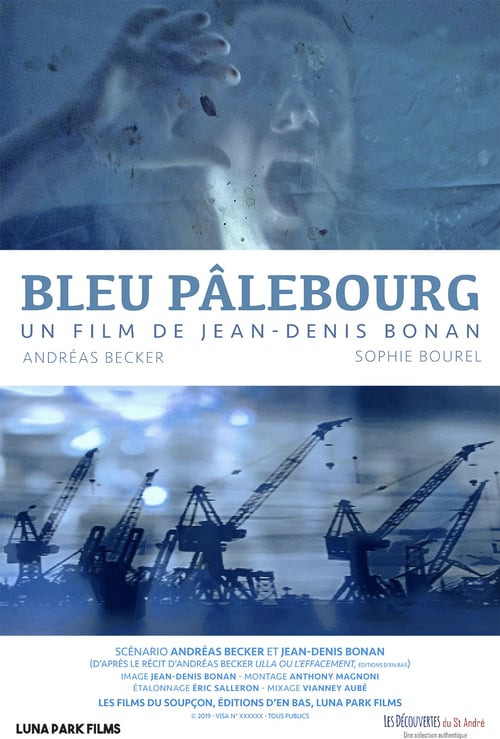 BLEU PÂLEBOURG
UN FILM DE JEAN-DENIS BONAN
ANDRÉAS BECKER SOPHIE BOUREL
SCÉNARIO ANDRÉAS BECKER ET JEAN-DENIS BONAN
(D'APRÈS LE RÉCIT D'ANDRÉAS BECKER ULLA OU L'EFFACEMENT, ÉDITIONS D'EN BAS)
IMAGE JEAN-DENIS BONAN - MONTAGE ANTHONY MAGNONI
ÉTALONNAGE ÉRIC SALLERON - MIXAGE VIANNEY AUBÉ
LES FILMS DU SOUPÇON, ÉDITIONS D'EN BAS, LUNA PARK FILMS
© 2019 - VISA N° XXXXXX - TOUS PUBLICS
LUNA PARK FILMS
LES DÉCOUVERTES du St André
Une sélection authentique